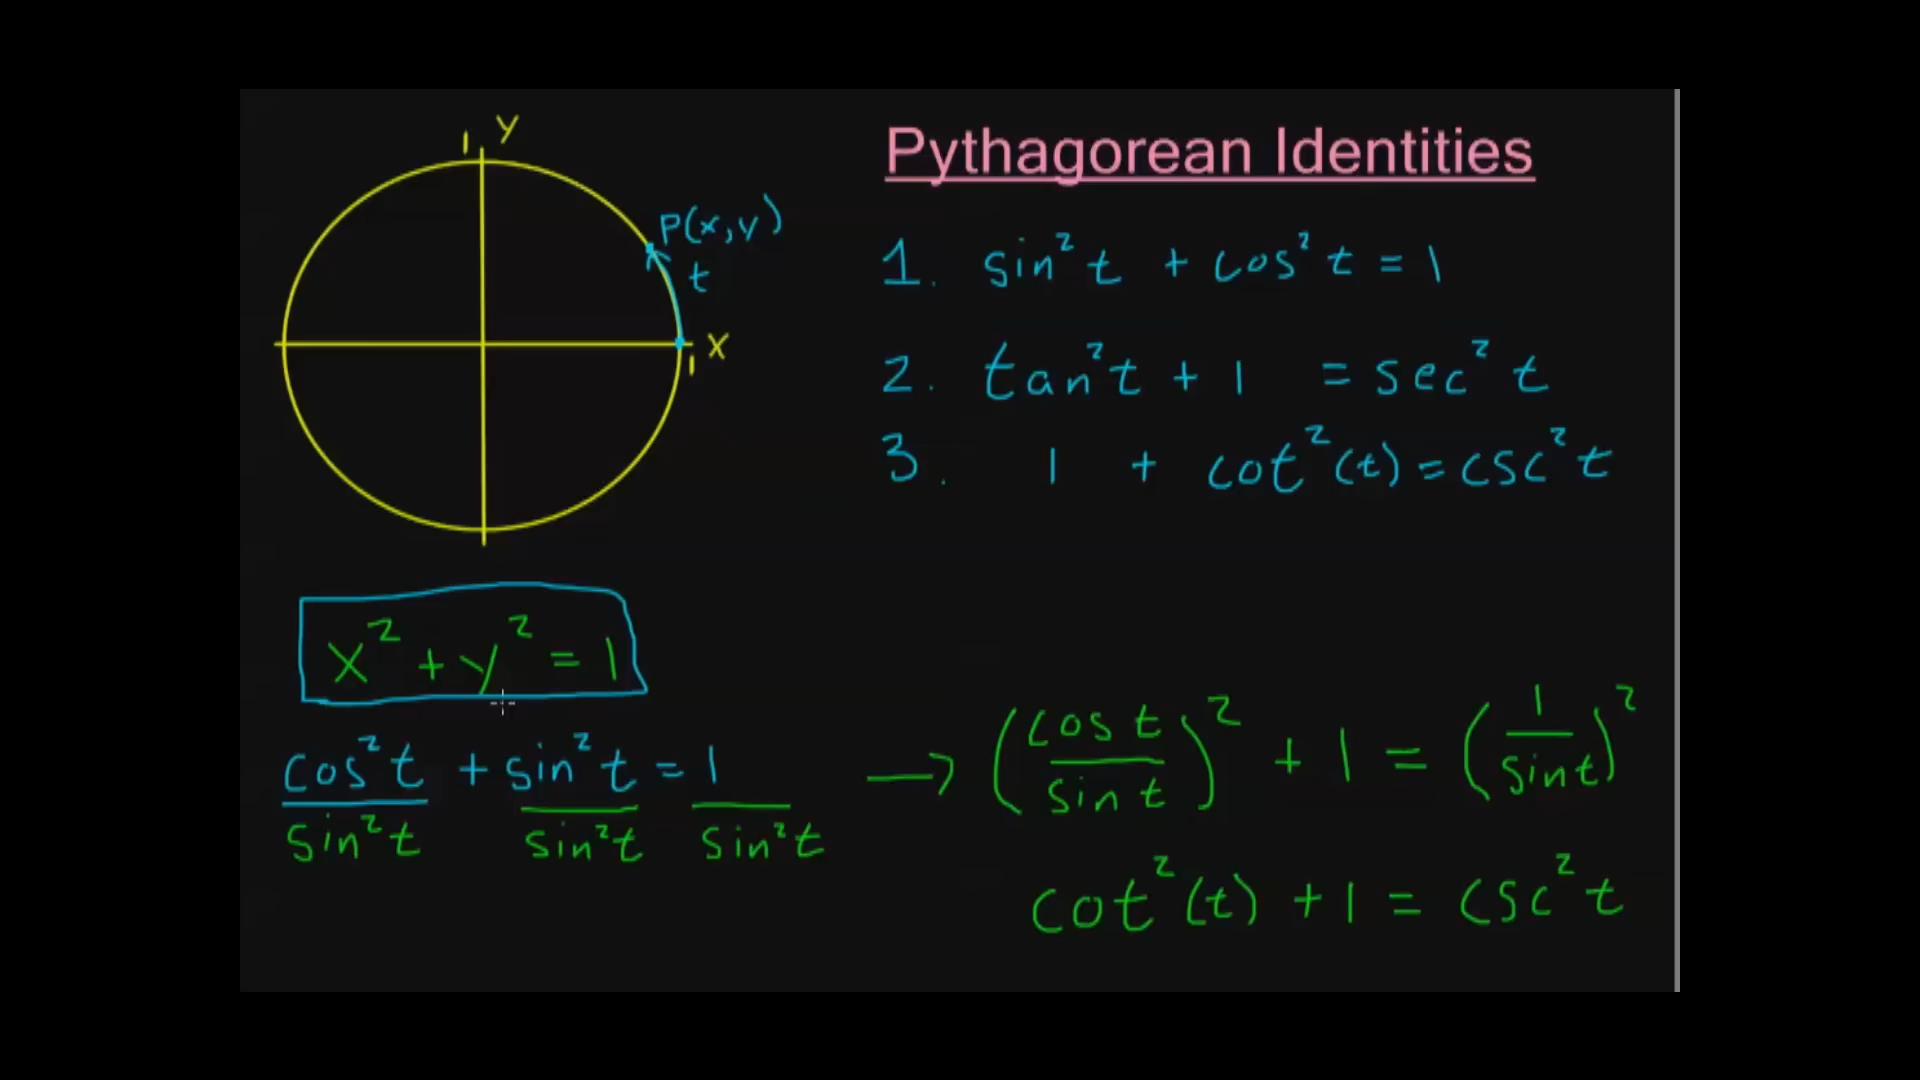 Pythagorean Identities
1 y
P(x,y)
t
x
1
1. sin²t + cos²t = 1
2. tan²t + 1 = sec²t
3. 1 + cot²(t) = csc²t
x² + y² = 1
cos²t/sin²t + sin²t/sin²t = 1/sin²t → (cos t/sin t)² + 1 = (1/sin t)²
cot²(t) + 1 = csc²t